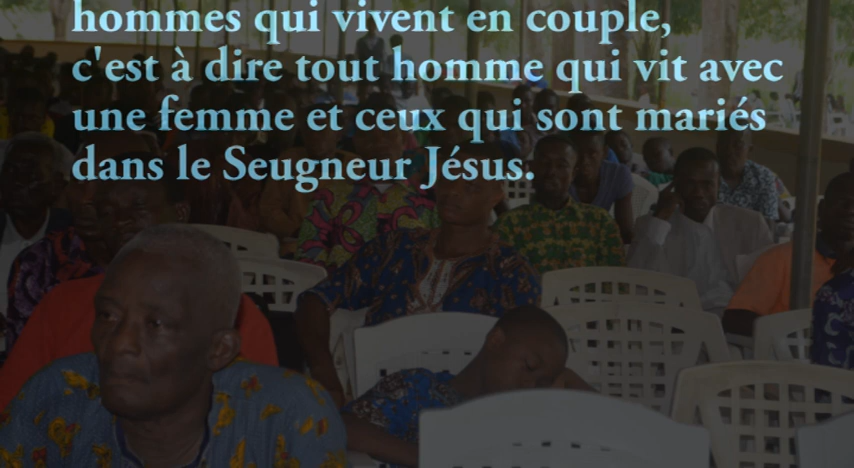 hommes qui vivent en couple,
c'est à dire tout homme qui vit avec
une femme et ceux qui sont mariés
dans le Seugneur Jésus.